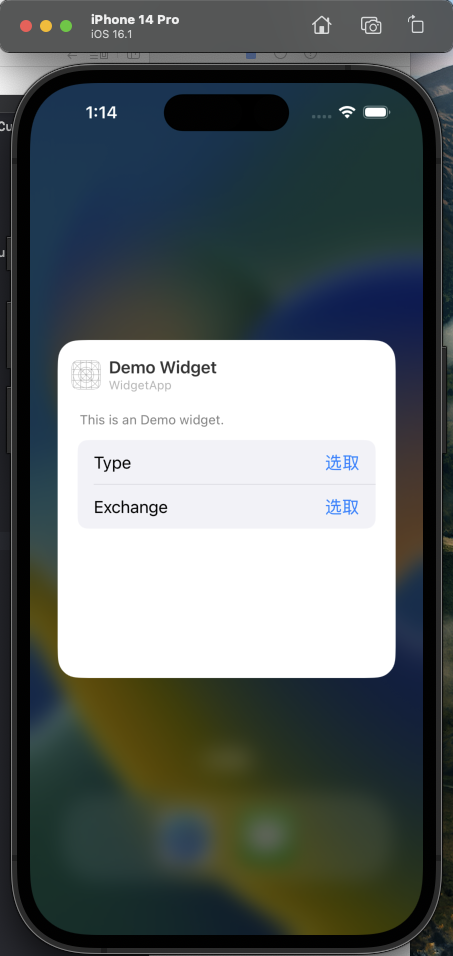 iPhone 14 Pro
iOS 16.1
Cu
1:14
Demo Widget
WidgetApp
This is an Demo widget.
Type 选取
Exchange 选取